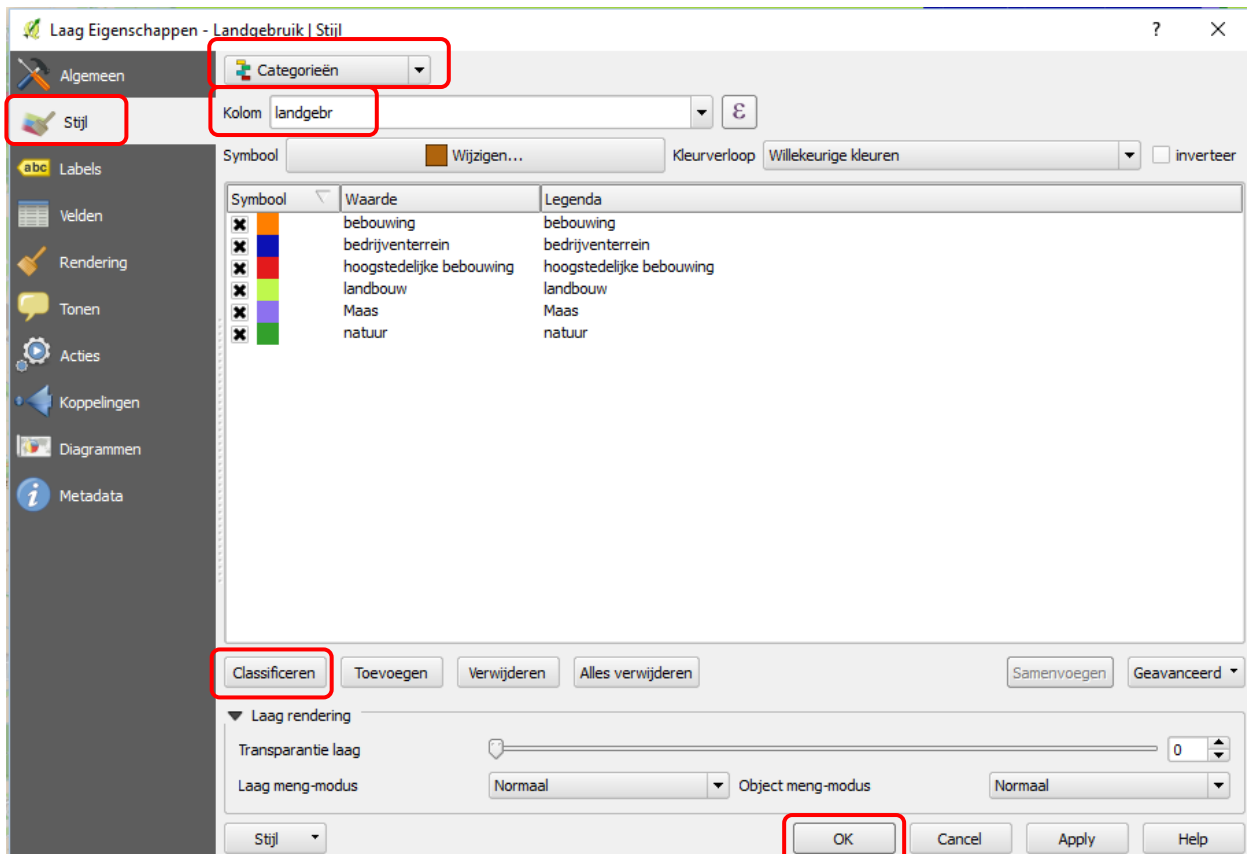 Laag Eigenschappen - Landgebruik | Stijl ?
Algemeen
Stijl
abc Labels
Velden
Rendering
Tonen
Acties
Koppelingen
Diagrammen
i Metadata
Categorieën
Kolom landgebr ε
Symbool Wijzigen... Kleurverloop Willekeurige kleuren inverteer
Symbool Waarde Legenda
bebouwing bebouwing
bedrijventerrein bedrijventerrein
hoogstedelijke bebouwing hoogstedelijke bebouwing
landbouw landbouw
Maas Maas
natuur natuur
Classificeren Toevoegen Verwijderen Alles verwijderen Samenvoegen Geavanceerd
Laag rendering
Transparantie laag 0
Laag meng-modus Normaal Object meng-modus Normaal
Stijl OK Cancel Apply Help